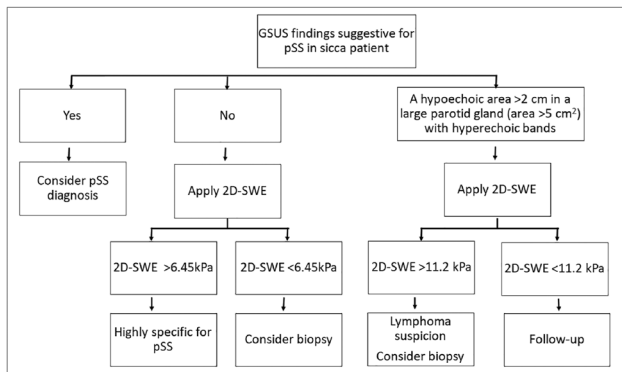 GSUS findings suggestive for
pSS in sicca patient
Yes
No
A hypoechoic area >2 cm in a
large parotid gland (area >5 cm²)
with hyperechoic bands
Consider pSS
diagnosis
Apply 2D-SWE
Apply 2D-SWE
2D-SWE >6.45kPa
2D-SWE <6.45kPa
2D-SWE >11.2 kPa
2D-SWE <11.2 kPa
Highly specific for
pSS
Consider biopsy
Lymphoma
suspicion
Consider biopsy
Follow-up